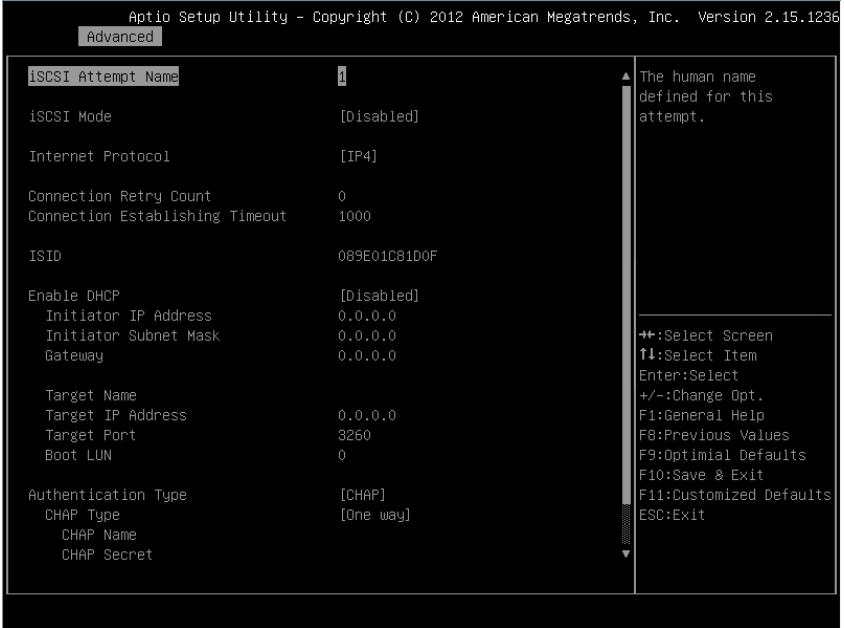 Aptio Setup Utility – Copyright (C) 2012 American Megatrends, Inc. Version 2.15.1236
Advanced
iSCSI Attempt Name 1
iSCSI Mode [Disabled]
Internet Protocol [IP4]
Connection Retry Count 0
Connection Establishing Timeout 1000
ISID 089E01C81D0F
Enable DHCP [Disabled]
Initiator IP Address 0.0.0.0
Initiator Subnet Mask 0.0.0.0
Gateway 0.0.0.0
Target Name
Target IP Address 0.0.0.0
Target Port 3260
Boot LUN 0
Authentication Type [CHAP]
CHAP Type [One way]
CHAP Name
CHAP Secret
The human name
defined for this
attempt.
→←:Select Screen
↑↓:Select Item
Enter:Select
+/-:Change Opt.
F1:General Help
F8:Previous Values
F9:Optimial Defaults
F10:Save & Exit
F11:Customized Defaults
ESC:Exit